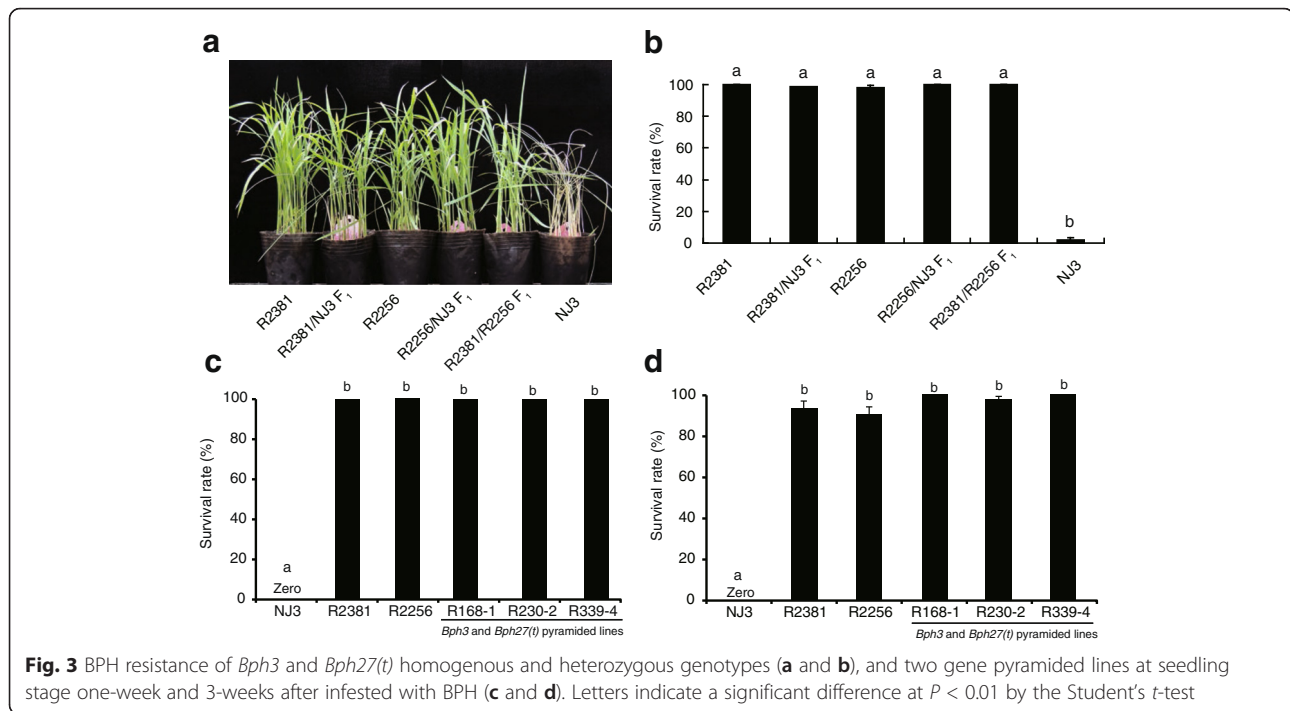 a
R2381
R2381/NJ3 F1
R2256
R2256/NJ3 F1
R2381/R2256 F1
NJ3
b
Survival rate (%)
100
80
60
40
20
0
a
a
a
a
a
b
R2381
R2381/NJ3 F1
R2256
R2256/NJ3 F1
R2381/R2256 F1
NJ3
c
Survival rate (%)
100
80
60
40
20
0
a
Zero
b
b
b
b
b
NJ3
R2381
R2256
R168-1
R230-2
R339-4
Bph3 and Bph27(t) pyramided lines
d
Survival rate (%)
100
80
60
40
20
0
a
Zero
b
b
b
b
b
NJ3
R2381
R2256
R168-1
R230-2
R339-4
Bph3 and Bph27(t) pyramided lines
Fig. 3 BPH resistance of Bph3 and Bph27(t) homogenous and heterozygous genotypes (a and b), and two gene pyramided lines at seedling
stage one-week and 3-weeks after infested with BPH (c and d). Letters indicate a significant difference at P < 0.01 by the Student's t-test